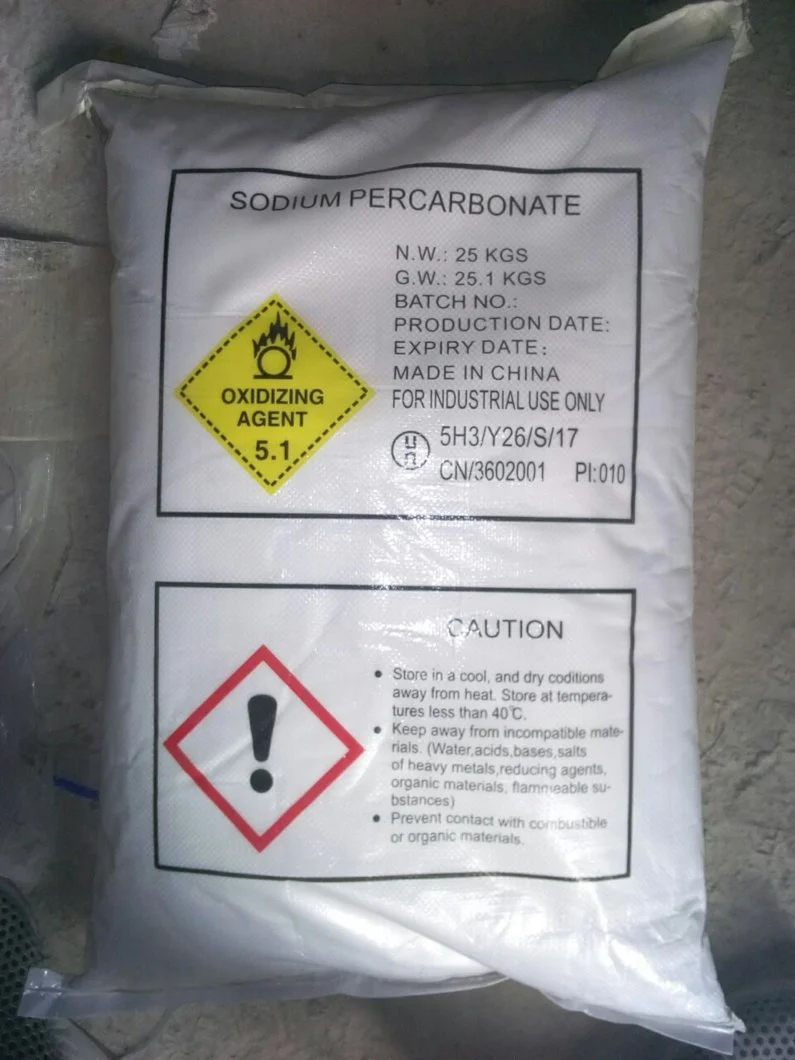 SODIUM PERCARBONATE
N.W.: 25 KGS
G.W.: 25.1 KGS
BATCH NO.:
PRODUCTION DATE:
EXPIRY DATE:
MADE IN CHINA
FOR INDUSTRIAL USE ONLY
UN 5H3/Y26/S/17
CN/3602001 PI:010
OXIDIZING
AGENT
5.1
CAUTION
• Store in a cool, and dry coditions
away from heat. Store at tempera-
tures less than 40℃.
• Keep away from incompatible mate-
rials. (Water,acids,bases,salts
of heavy metals,reducing agents,
organic materials, flammeable su-
bstances)
• Prevent contact with combustible
or organic materials.